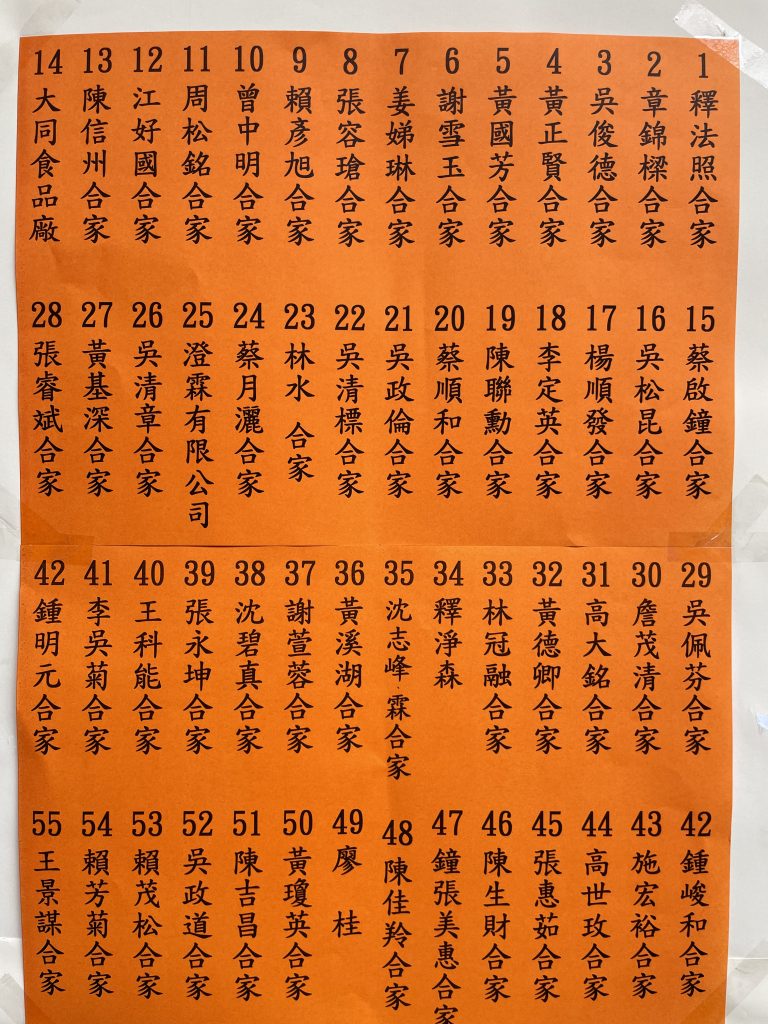 1 釋法照合家
2 章錦樑合家
3 吳俊德合家
4 黃正賢合家
5 黃國芳合家
6 謝雪玉合家
7 姜娣琳合家
8 張容瑲合家
9 賴彥旭合家
10 曾中明合家
11 周松銘合家
12 江好國合家
13 陳信州合家
14 大同食品廠
15 蔡啟鐘合家
16 吳松昆合家
17 楊順發合家
18 李定英合家
19 陳聯勳合家
20 蔡順和合家
21 吳政倫合家
22 吳清標合家
23 林水 合家
24 蔡月灑合家
25 澄霖有限公司
26 吳清章合家
27 黃基深合家
28 張睿斌合家
29 吳佩芬合家
30 詹茂清合家
31 高大銘合家
32 黃德卿合家
33 林冠融合家
34 釋淨森
35 沈志峰.霖合家
36 黃溪湖合家
37 謝萱蓉合家
38 沈碧真合家
39 張永坤合家
40 王科能合家
41 李吳菊合家
42 鍾明元合家
42 鍾峻和合家
43 施宏裕合家
44 高世玫合家
45 張惠茹合家
46 陳生財合家
47 鐘張美惠合家
48 陳佳羚合家
49 廖 桂
50 黃瓊英合家
51 陳吉昌合家
52 吳政道合家
53 賴茂松合家
54 賴芳菊合家
55 王景謀合家